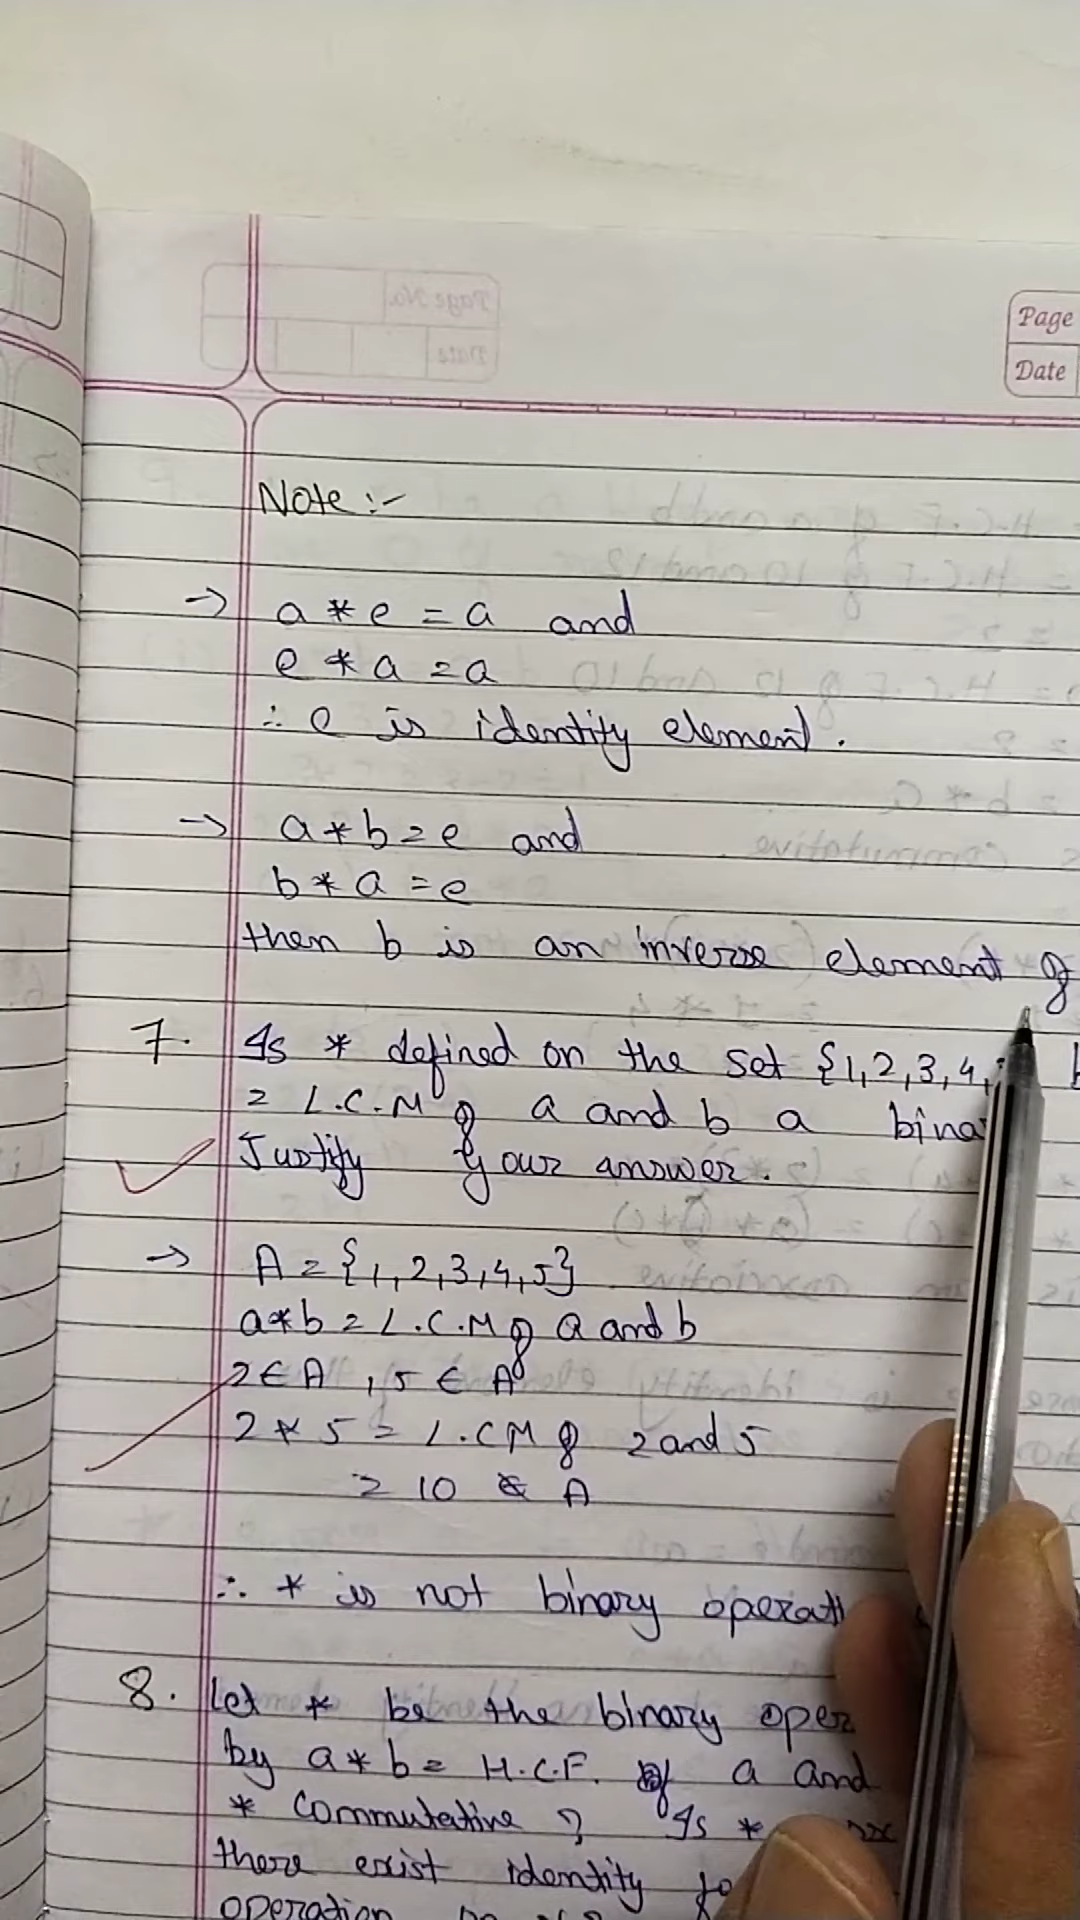 Page
Date
Note :-
→ a * e = a and
e * a = a
∴ e is identity element.
→ a * b = e and
b * a = e
then b is an inverse element of
7. Is * defined on the set {1,2,3,4,
= L.C.M of a and b a bina
Justify your answer.
→ A = {1,2,3,4,5}
a*b = L.C.M of a and b
2 ∈ A , 5 ∈ A
2 * 5 = L.CM of 2 and 5
= 10 ∉ A
∴ * is not binary operati
8. Let * be the binary oper
by a * b = H.C.F. of a and
* commutative ? Is *
there exist identity fo
operation